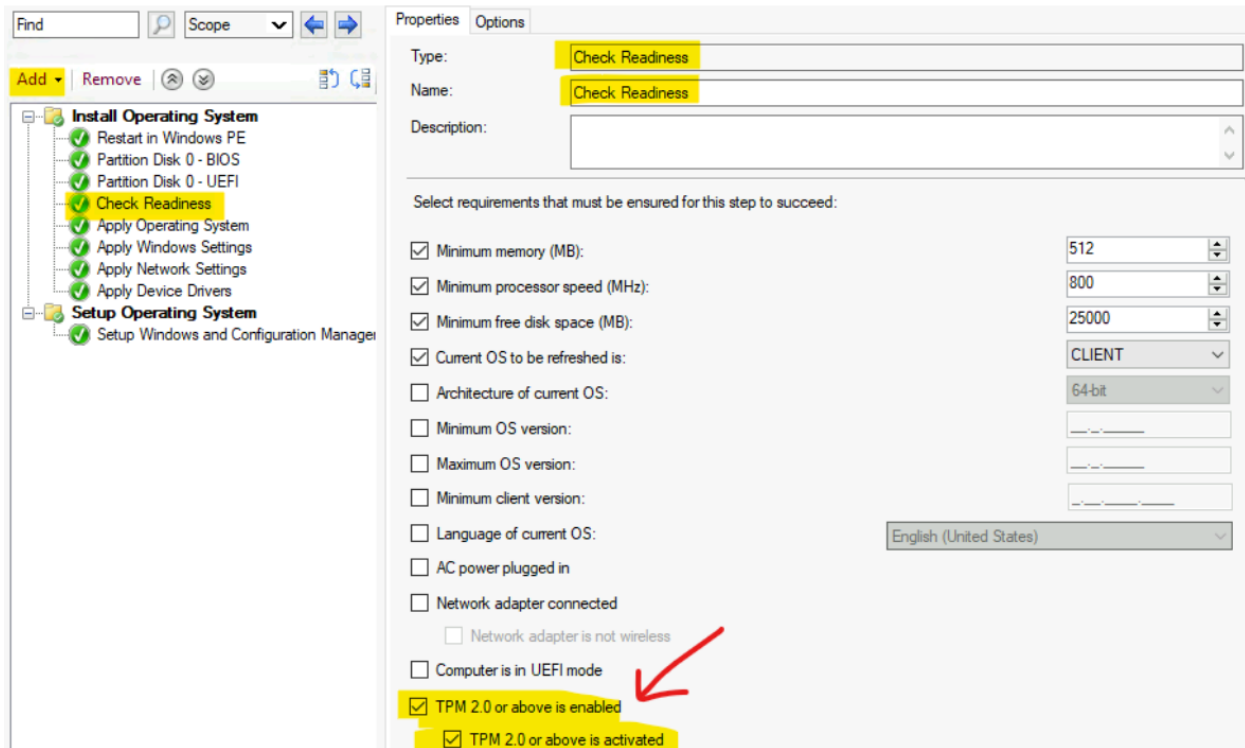 Find
Scope
Add
Remove
Install Operating System
Restart in Windows PE
Partition Disk 0 - BIOS
Partition Disk 0 - UEFI
Check Readiness
Apply Operating System
Apply Windows Settings
Apply Network Settings
Apply Device Drivers
Setup Operating System
Setup Windows and Configuration Manager
Properties Options
Type: Check Readiness
Name: Check Readiness
Description:
Select requirements that must be ensured for this step to succeed:
Minimum memory (MB): 512
Minimum processor speed (MHz): 800
Minimum free disk space (MB): 25000
Current OS to be refreshed is: CLIENT
Architecture of current OS: 64-bit
Minimum OS version: __._.______
Maximum OS version: __._.______
Minimum client version: _.__.____.____
Language of current OS: English (United States)
AC power plugged in
Network adapter connected
Network adapter is not wireless
Computer is in UEFI mode
TPM 2.0 or above is enabled
TPM 2.0 or above is activated